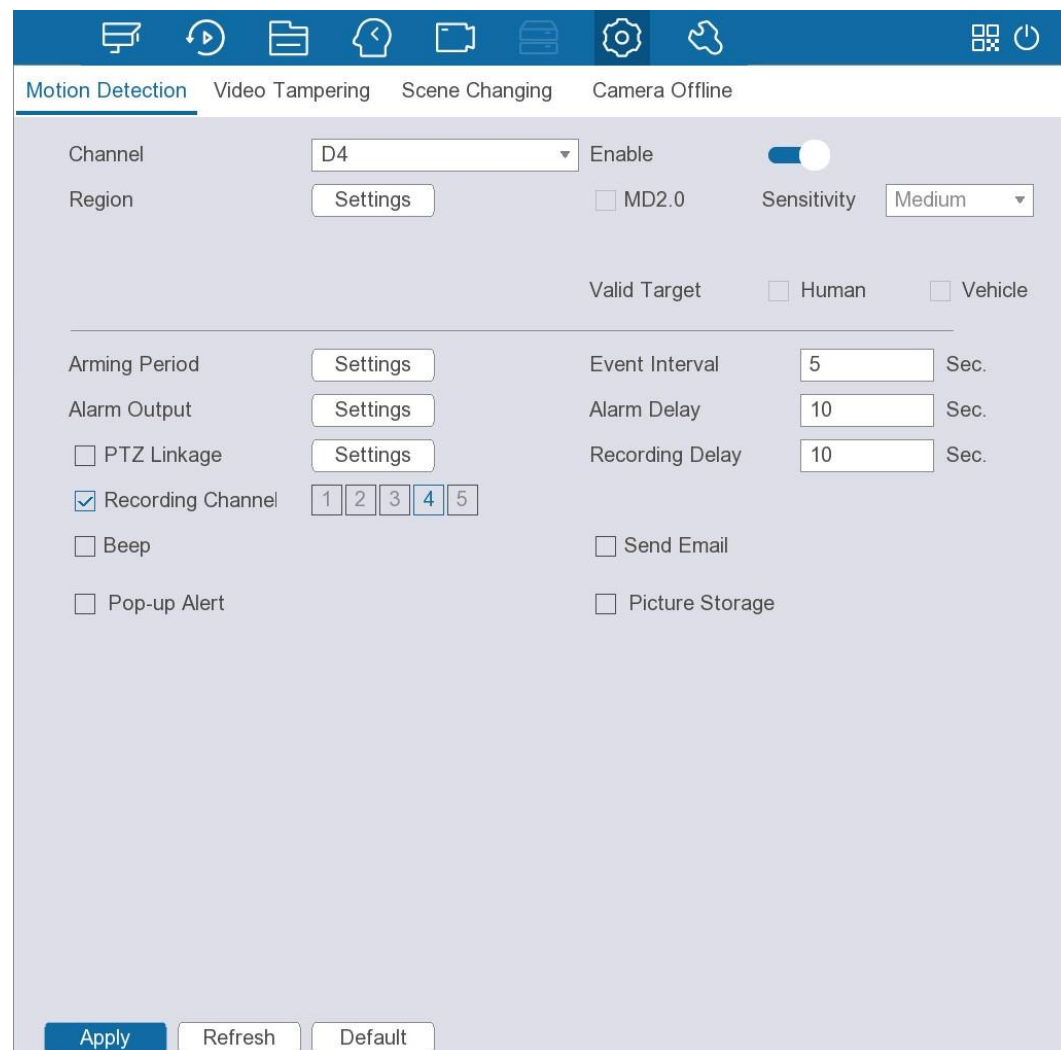 Motion Detection Video Tampering Scene Changing Camera Offline
Channel D4 Enable
Region Settings MD2.0 Sensitivity Medium
Valid Target Human Vehicle
Arming Period Settings Event Interval 5 Sec.
Alarm Output Settings Alarm Delay 10 Sec.
PTZ Linkage Settings Recording Delay 10 Sec.
Recording Channel 1 2 3 4 5
Beep Send Email
Pop-up Alert Picture Storage
Apply Refresh Default